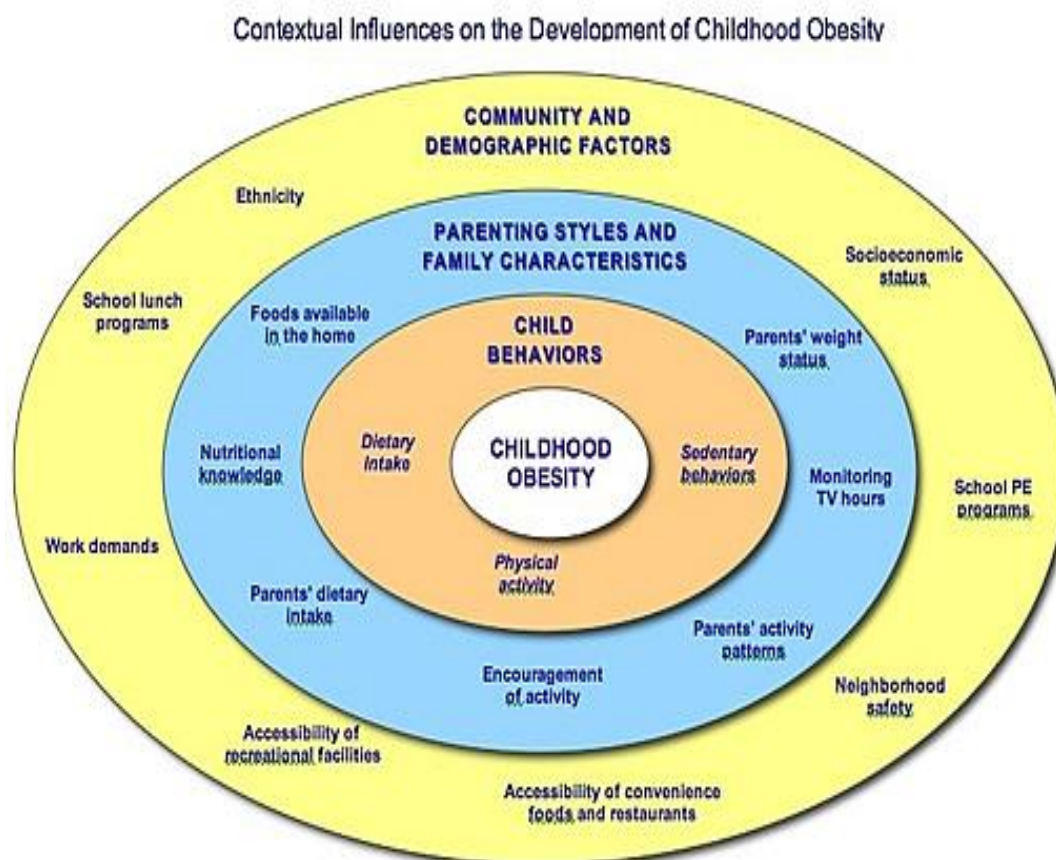 Contextual Influences on the Development of Childhood Obesity
COMMUNITY AND
DEMOGRAPHIC FACTORS
Ethnicity
PARENTING STYLES AND
FAMILY CHARACTERISTICS
Socioeconomic
status
School lunch
programs
Foods available
in the home
CHILD
BEHAVIORS
Parents' weight
status
Nutritional
knowledge
Dietary
Intake
CHILDHOOD
OBESITY
Sedentary
behaviors
Monitoring
TV hours
School PE
programs
Work demands
Physical
activity
Parents' dietary
intake
Parents' activity
patterns
Encouragement
of activity
Neighborhood
safety
Accessibility of
recreational facilities
Accessibility of convenience
foods and restaurants